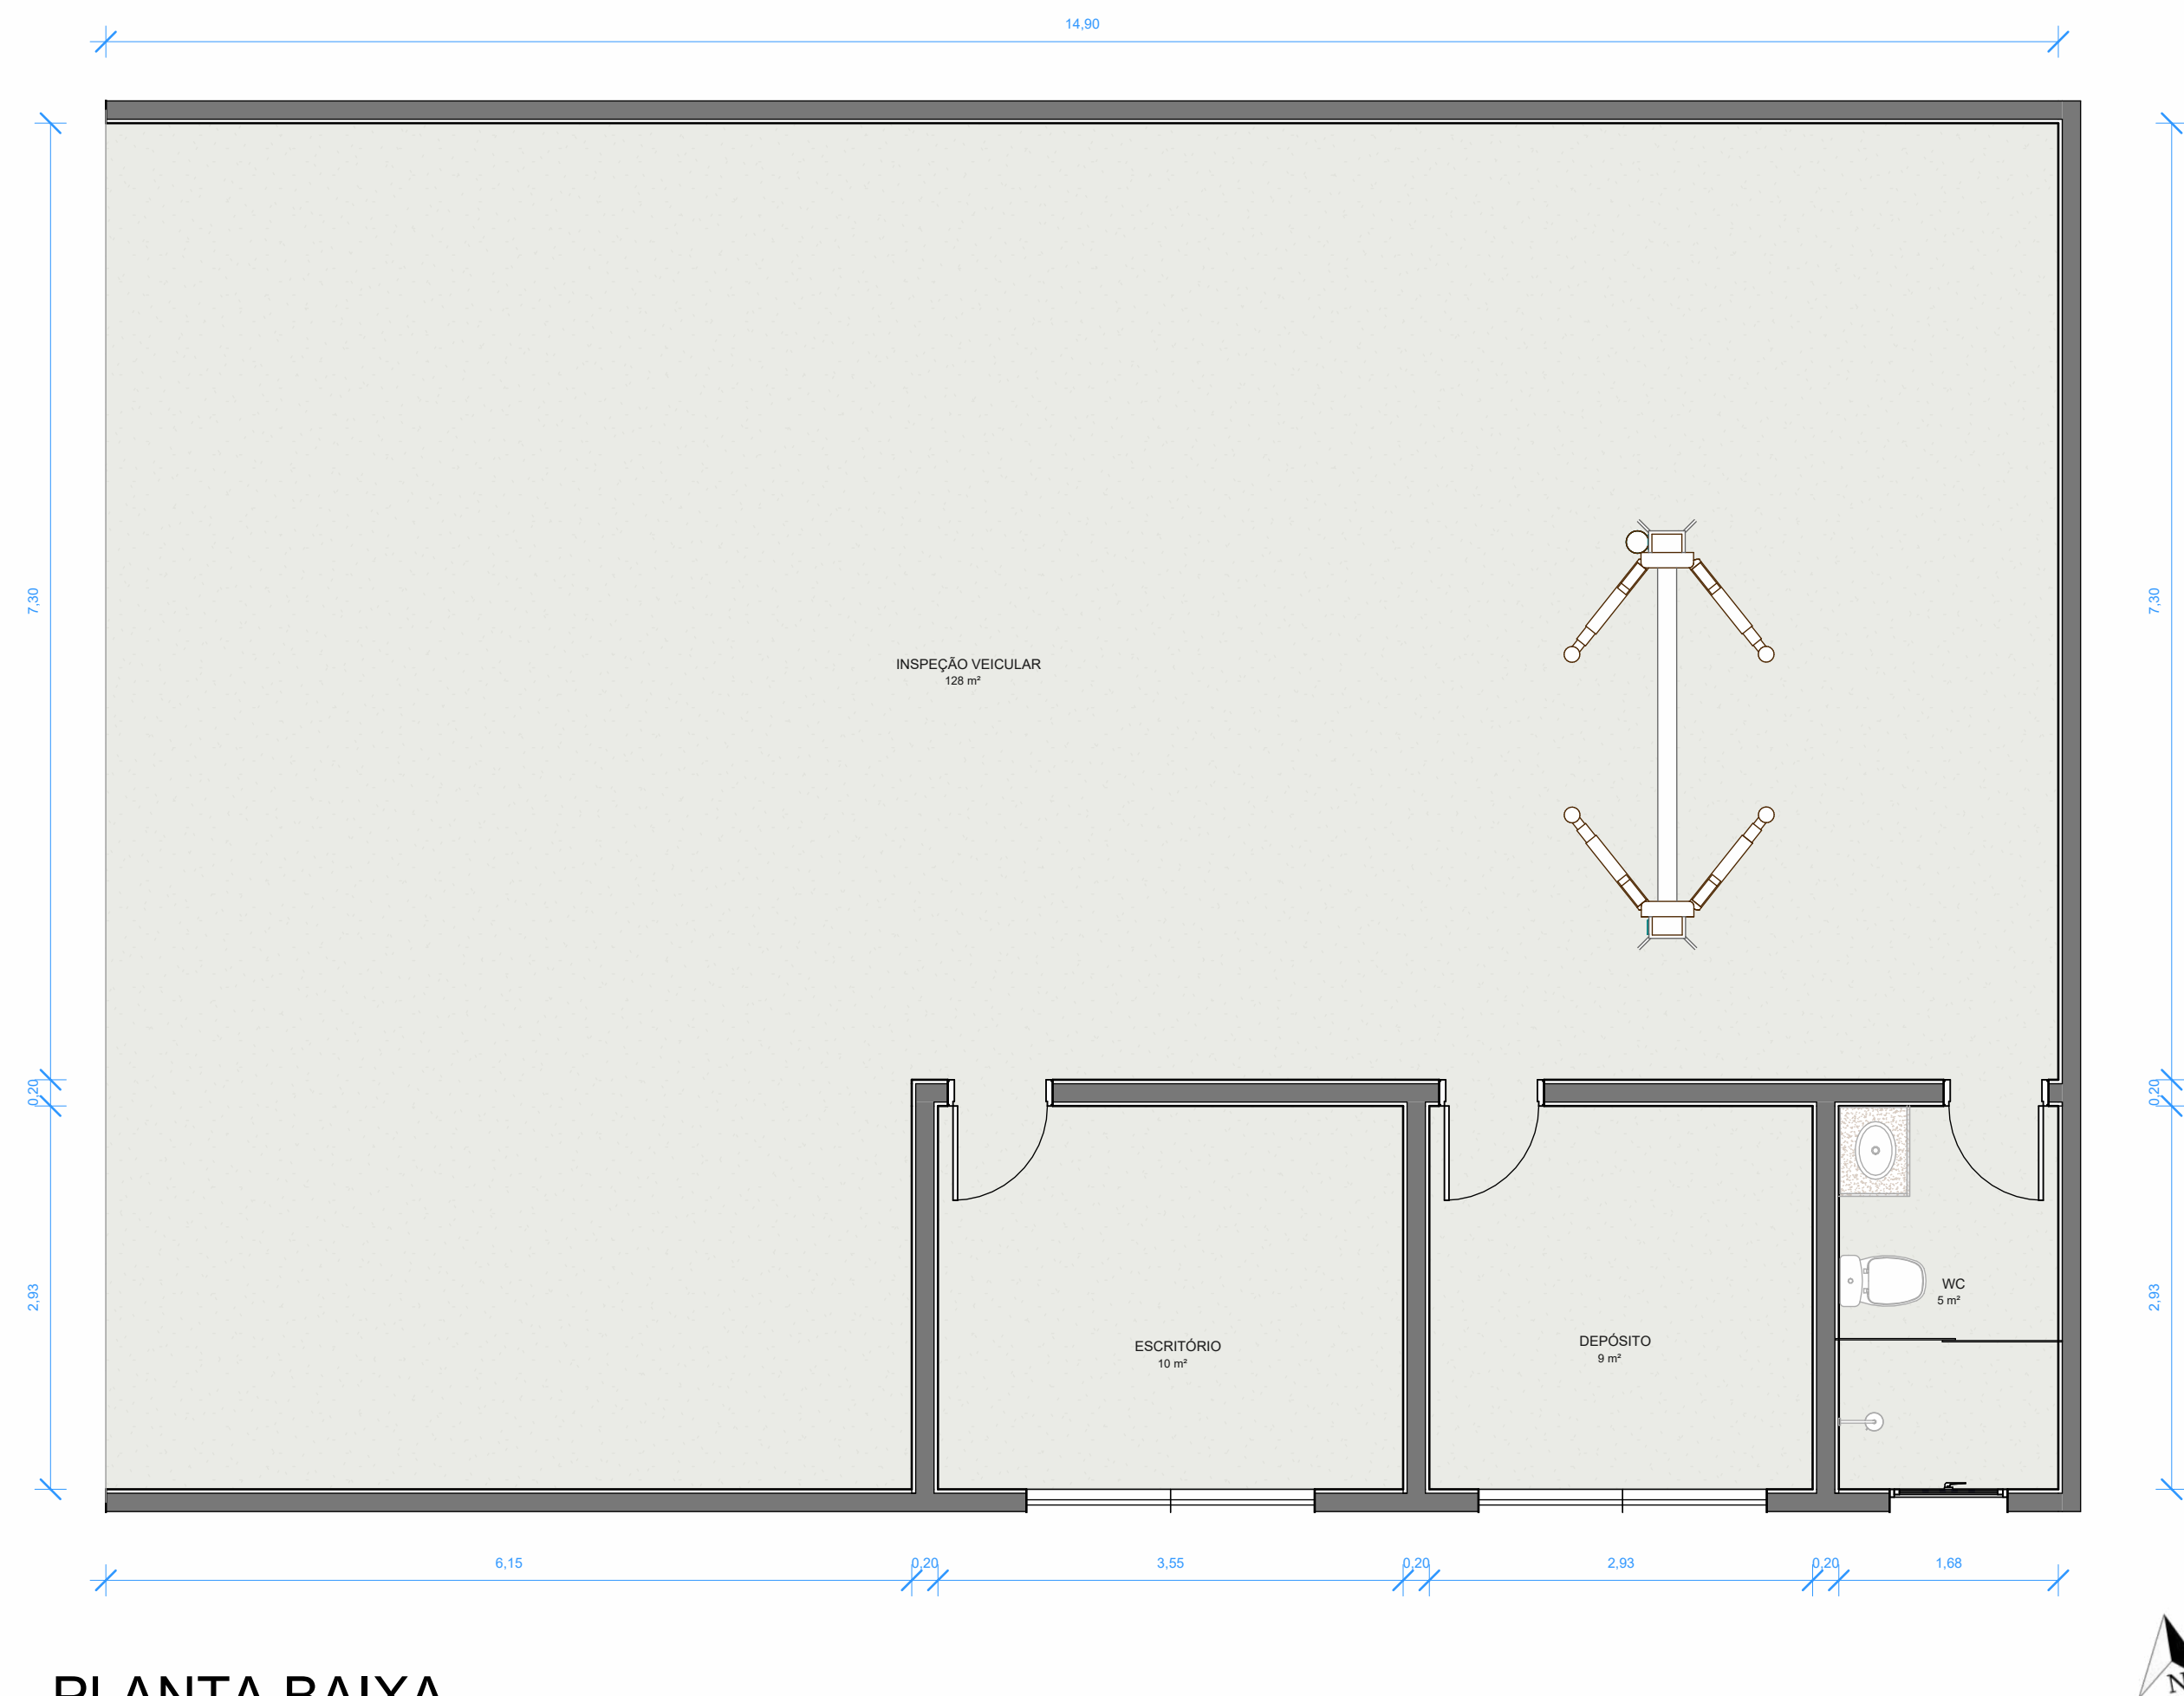 14,90
7,30
7,30
INSPEÇÃO VEICULAR
128 m²
0,20
0,20
2,93
2,93
WC
5 m²
ESCRITÓRIO
10 m²
DEPÓSITO
9 m²
6,15
0,20
3,55
0,20
2,93
0,20
1,68
PLANTA BAIXA
N